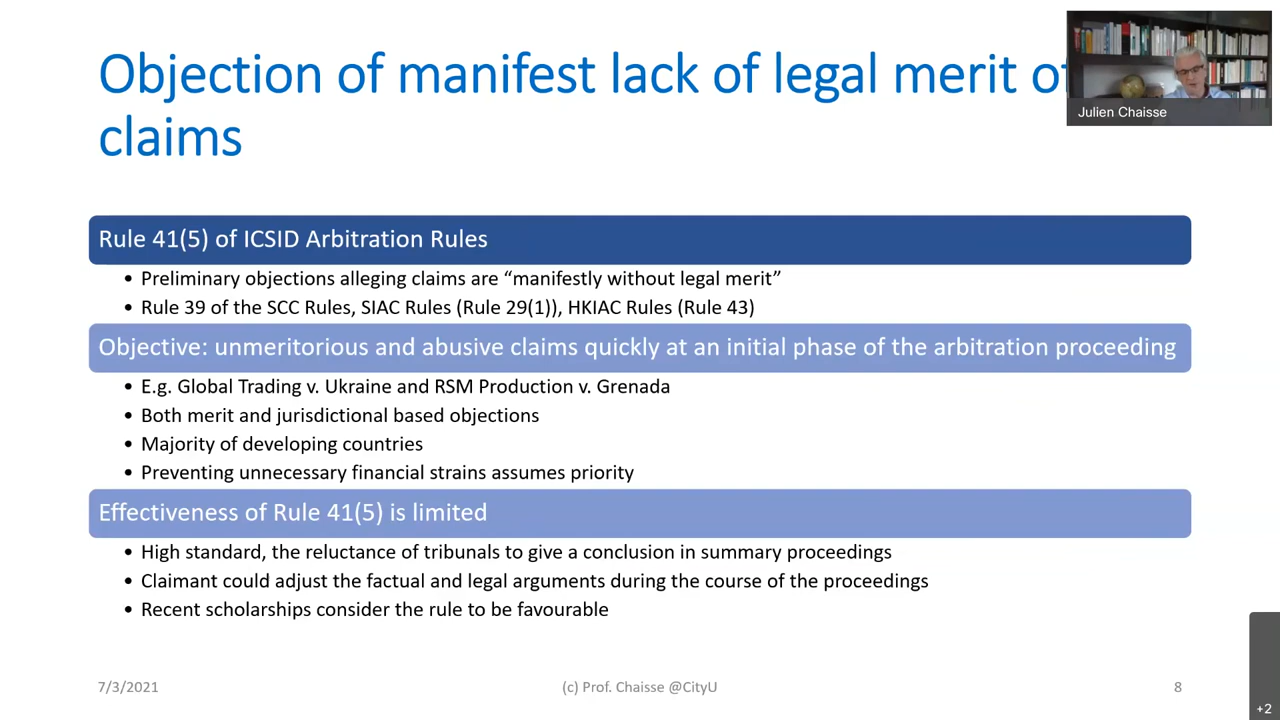 Objection of manifest lack of legal merit of
claims
Julien Chaisse
Rule 41(5) of ICSID Arbitration Rules
• Preliminary objections alleging claims are “manifestly without legal merit”
• Rule 39 of the SCC Rules, SIAC Rules (Rule 29(1)), HKIAC Rules (Rule 43)
Objective: unmeritorious and abusive claims quickly at an initial phase of the arbitration proceeding
• E.g. Global Trading v. Ukraine and RSM Production v. Grenada
• Both merit and jurisdictional based objections
• Majority of developing countries
• Preventing unnecessary financial strains assumes priority
Effectiveness of Rule 41(5) is limited
• High standard, the reluctance of tribunals to give a conclusion in summary proceedings
• Claimant could adjust the factual and legal arguments during the course of the proceedings
• Recent scholarships consider the rule to be favourable
7/3/2021
(c) Prof. Chaisse @CityU
8
+2